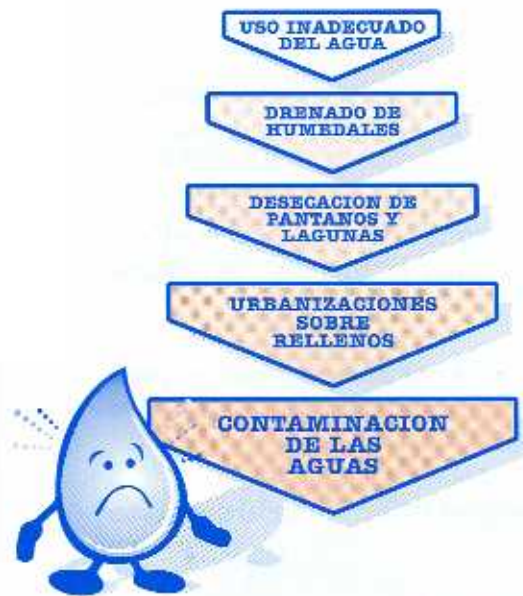 USO INADECUADO
DEL AGUA
DRENADO DE
HUMEDALES
DESECACION DE
PANTANOS Y
LAGUNAS
URBANIZACIONES
SOBRE
RELLENOS
CONTAMINACION
DE LAS
AGUAS